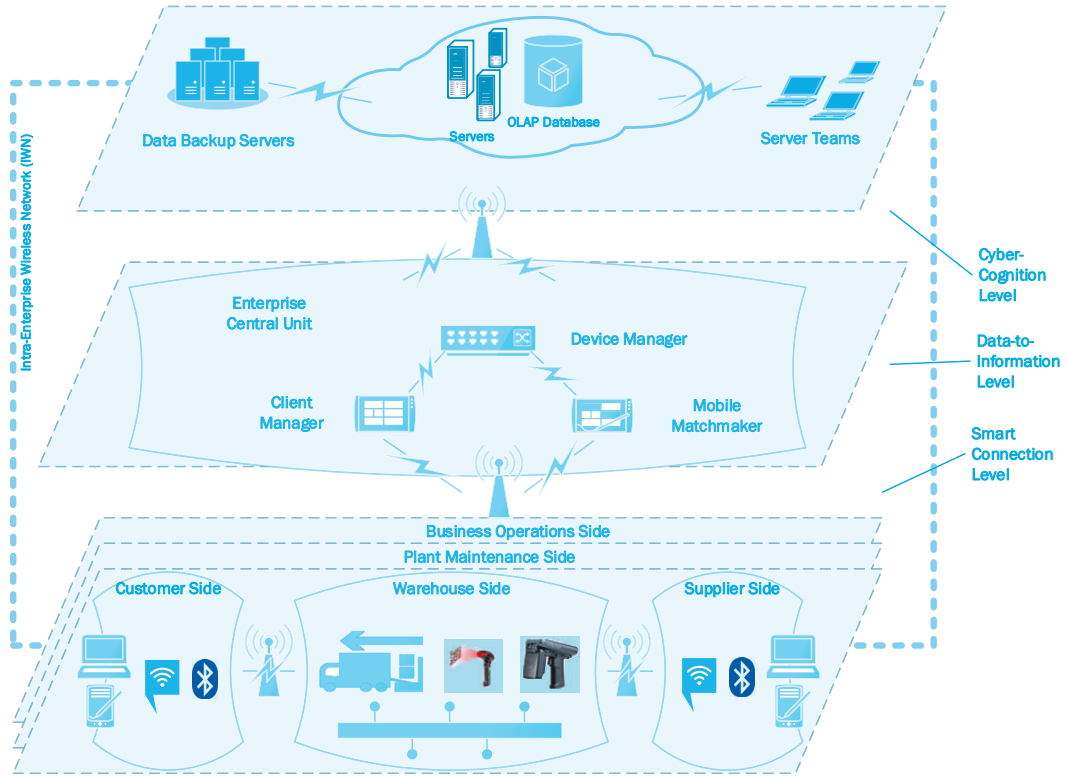 Data Backup Servers
Servers
OLAP Database
Server Teams
Intra-Enterprise Wireless Network (IWN)
Cyber-
Cognition
Level
Enterprise
Central Unit
Device Manager
Data-to-
Information
Level
Client
Manager
Mobile
Matchmaker
Smart
Connection
Level
Business Operations Side
Plant Maintenance Side
Customer Side
Warehouse Side
Supplier Side